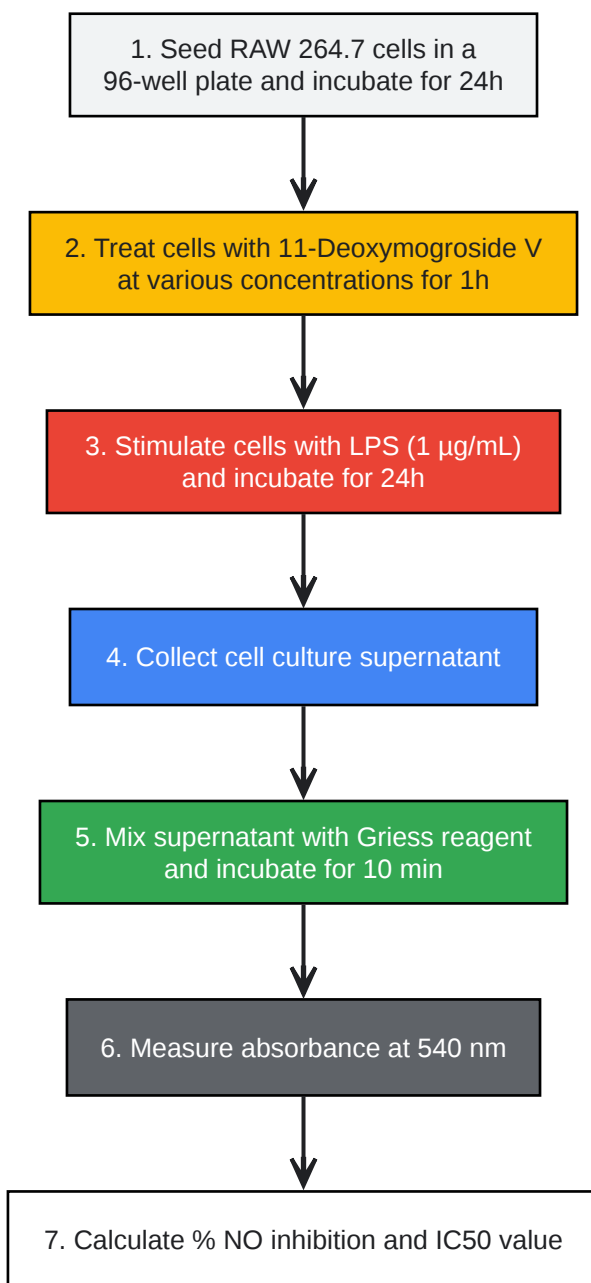 1. Seed RAW 264.7 cells in a
96-well plate and incubate for 24h
2. Treat cells with 11-Deoxymogroside V
at various concentrations for 1h
3. Stimulate cells with LPS (1 µg/mL)
and incubate for 24h
4. Collect cell culture supernatant
5. Mix supernatant with Griess reagent
and incubate for 10 min
6. Measure absorbance at 540 nm
7. Calculate % NO inhibition and IC50 value